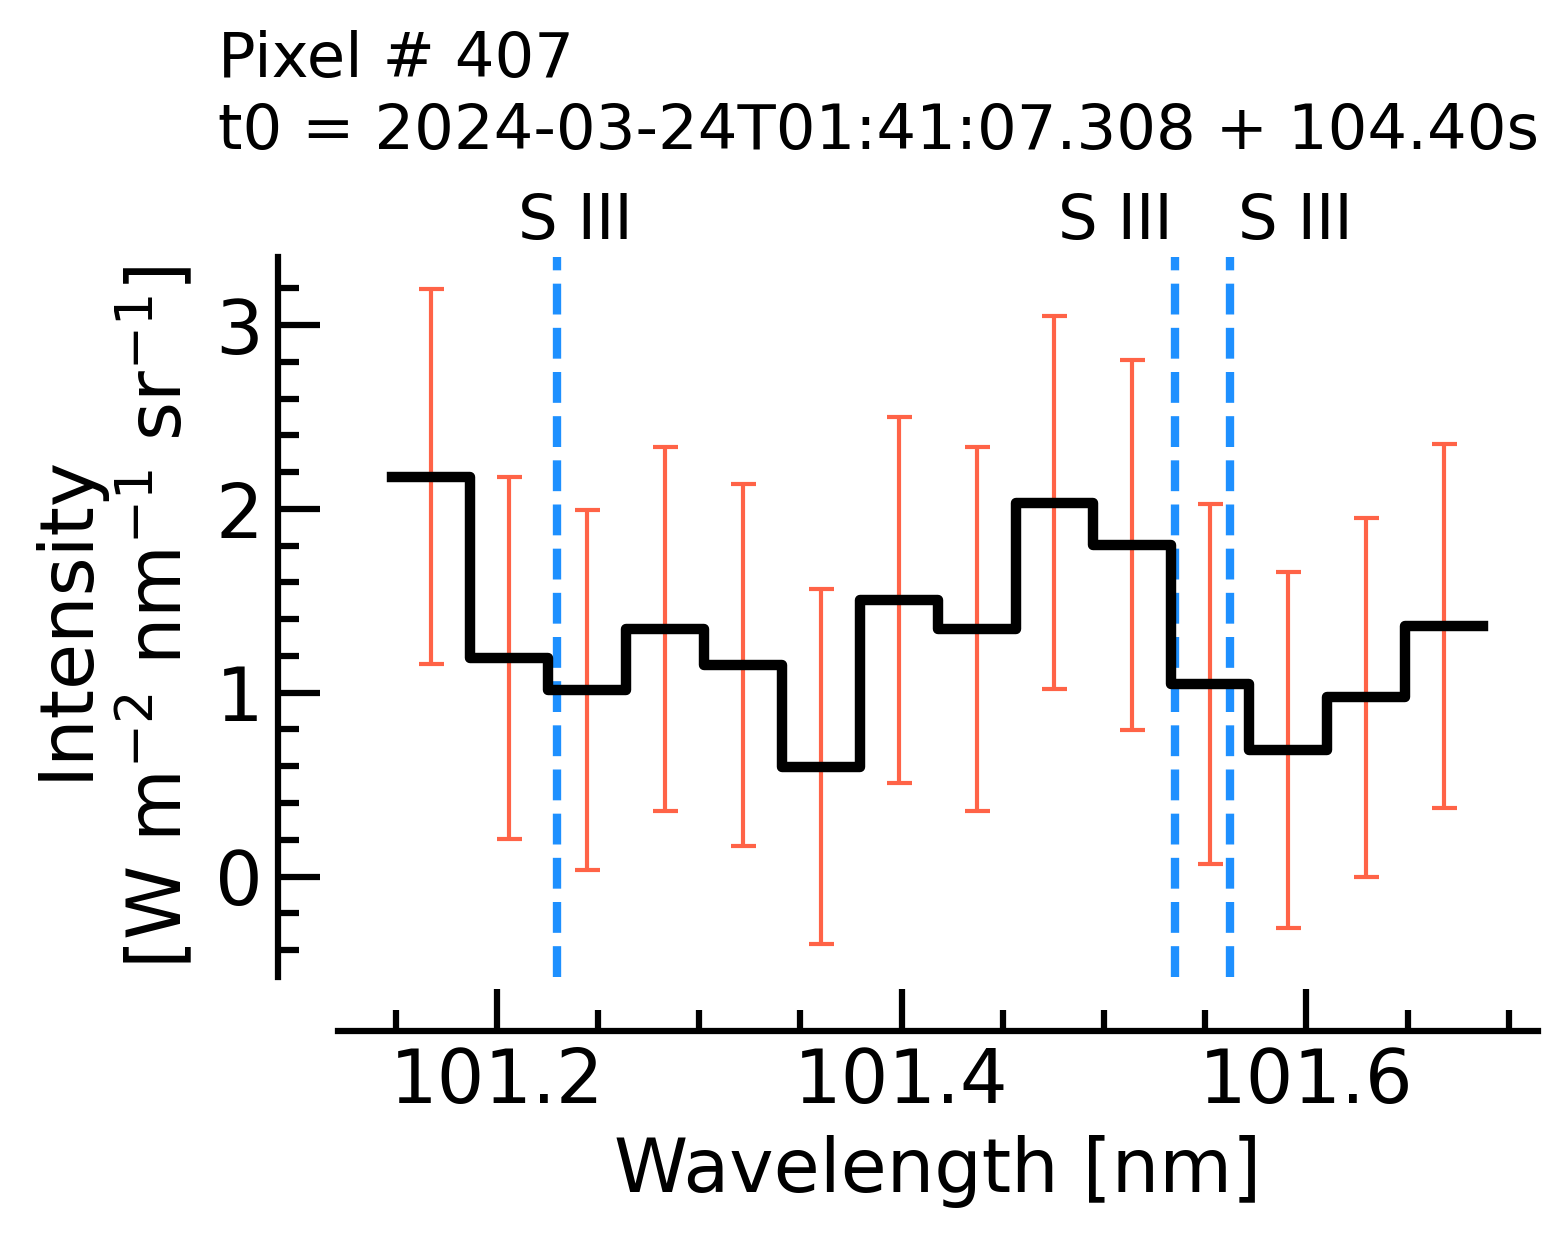 Pixel # 407
t0 = 2024-03-24T01:41:07.308 + 104.40s
S III S III S III
Intensity
[W m⁻² nm⁻¹ sr⁻¹]
3
2
1
0
101.2 101.4 101.6
Wavelength [nm]